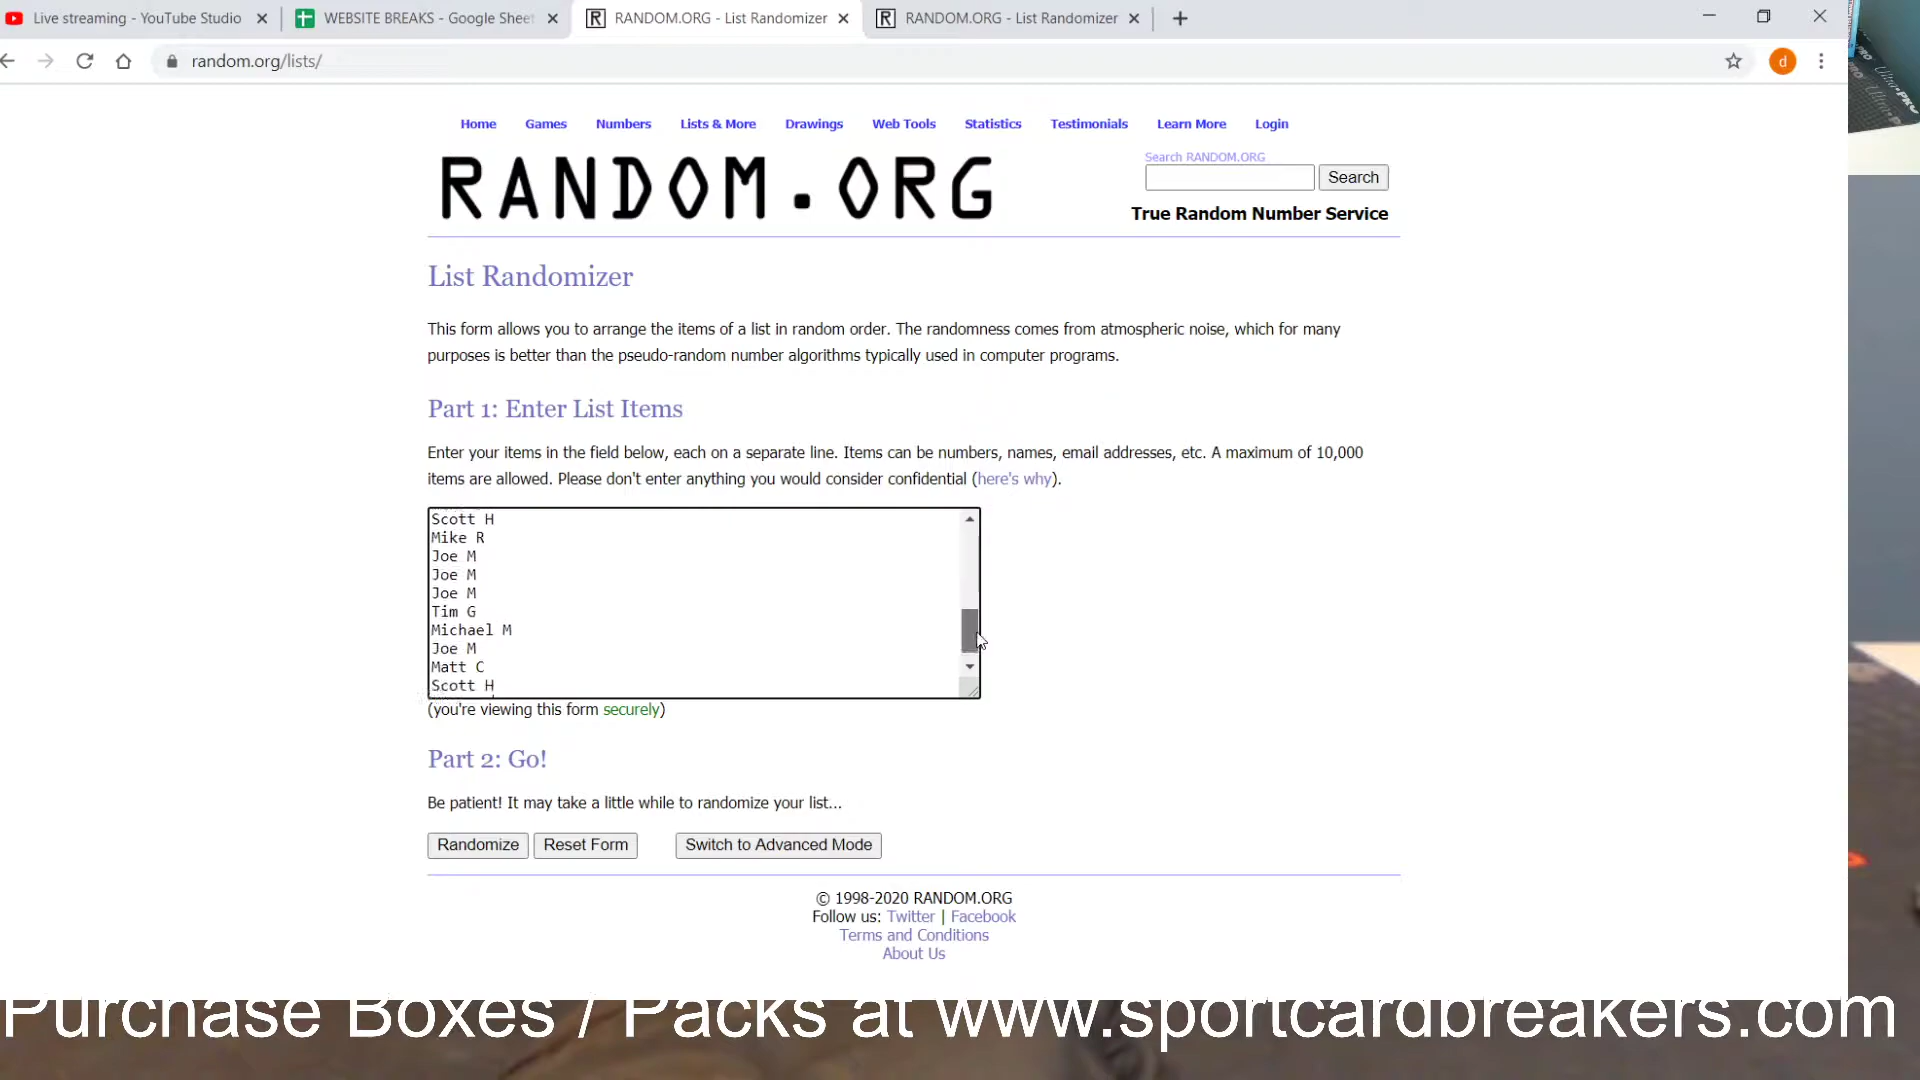 Live streaming - YouTube Studio
WEBSITE BREAKS - Google Sheet
RANDOM.ORG - List Randomizer
RANDOM.ORG - List Randomizer
random.org/lists/
d
Home Games Numbers Lists & More Drawings Web Tools Statistics Testimonials Learn More Login
RANDOM.ORG
Search RANDOM.ORG
Search
True Random Number Service
List Randomizer
This form allows you to arrange the items of a list in random order. The randomness comes from atmospheric noise, which for many
purposes is better than the pseudo-random number algorithms typically used in computer programs.
Part 1: Enter List Items
Enter your items in the field below, each on a separate line. Items can be numbers, names, email addresses, etc. A maximum of 10,000
items are allowed. Please don't enter anything you would consider confidential (here's why).
Scott H
Mike R
Joe M
Joe M
Joe M
Tim G
Michael M
Joe M
Matt C
Scott H
(you're viewing this form securely)
Part 2: Go!
Be patient! It may take a little while to randomize your list...
Randomize Reset Form Switch to Advanced Mode
© 1998-2020 RANDOM.ORG
Follow us: Twitter | Facebook
Terms and Conditions
About Us
Purchase Boxes / Packs at www.sportcardbreakers.com